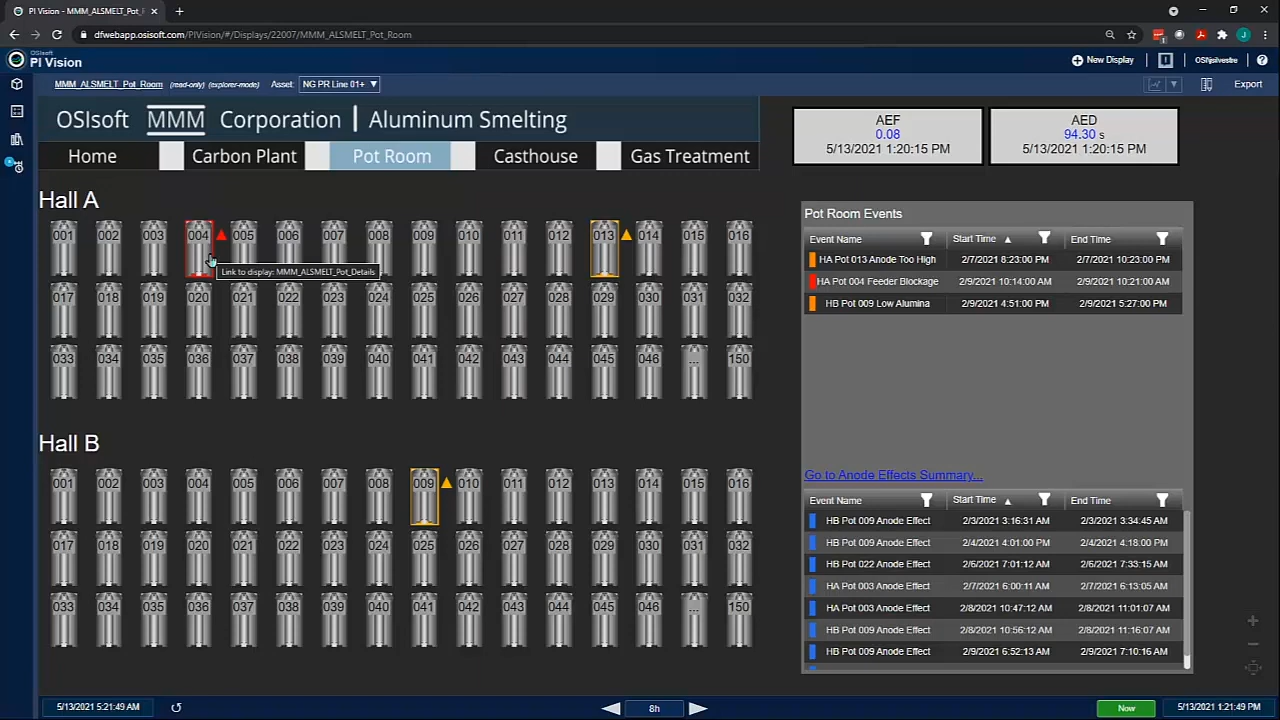 PI Vision - MMM_ALSMELT_Pot_F
dfwebapp.osisoft.com/PIVision/#/Displays/22007/MMM_ALSMELT_Pot_Room
OSIsoft
PI Vision
New Display
OSI\jsilvestre
MMM_ALSMELT_Pot_Room (read-only) (explorer-mode) Asset: NG PR Line 01+
Export
OSIsoft MMM Corporation | Aluminum Smelting
Home Carbon Plant Pot Room Casthouse Gas Treatment
AEF
0.08
5/13/2021 1:20:15 PM
AED
94.30 s
5/13/2021 1:20:15 PM
Hall A
001 002 003 004 005 006 007 008 009 010 011 012 013 014 015 016
Link to display: MMM_ALSMELT_Pot_Details
017 018 019 020 021 022 023 024 025 026 027 028 029 030 031 032
033 034 035 036 037 038 039 040 041 042 043 044 045 046 ... 150
Hall B
001 002 003 004 005 006 007 008 009 010 011 012 013 014 015 016
017 018 019 020 021 022 023 024 025 026 027 028 029 030 031 032
033 034 035 036 037 038 039 040 041 042 043 044 045 046 ... 150
Pot Room Events
Event Name Start Time End Time
HA Pot 013 Anode Too High 2/7/2021 8:23:00 PM 2/7/2021 10:23:00 PM
HA Pot 004 Feeder Blockage 2/9/2021 10:14:00 AM 2/9/2021 10:21:00 AM
HB Pot 009 Low Alumina 2/9/2021 4:51:00 PM 2/9/2021 5:27:00 PM
Go to Anode Effects Summary...
Event Name Start Time End Time
HB Pot 009 Anode Effect 2/3/2021 3:16:31 AM 2/3/2021 3:34:45 AM
HB Pot 009 Anode Effect 2/4/2021 4:01:00 PM 2/4/2021 4:18:00 PM
HB Pot 022 Anode Effect 2/6/2021 7:01:12 AM 2/6/2021 7:33:15 AM
HA Pot 003 Anode Effect 2/7/2021 6:00:11 AM 2/7/2021 6:13:05 AM
HA Pot 003 Anode Effect 2/8/2021 10:47:12 AM 2/8/2021 11:01:07 AM
HB Pot 009 Anode Effect 2/8/2021 10:56:12 AM 2/8/2021 11:16:07 AM
HB Pot 009 Anode Effect 2/9/2021 6:52:13 AM 2/9/2021 7:10:16 AM
5/13/2021 5:21:49 AM
8h
Now
5/13/2021 1:21:49 PM